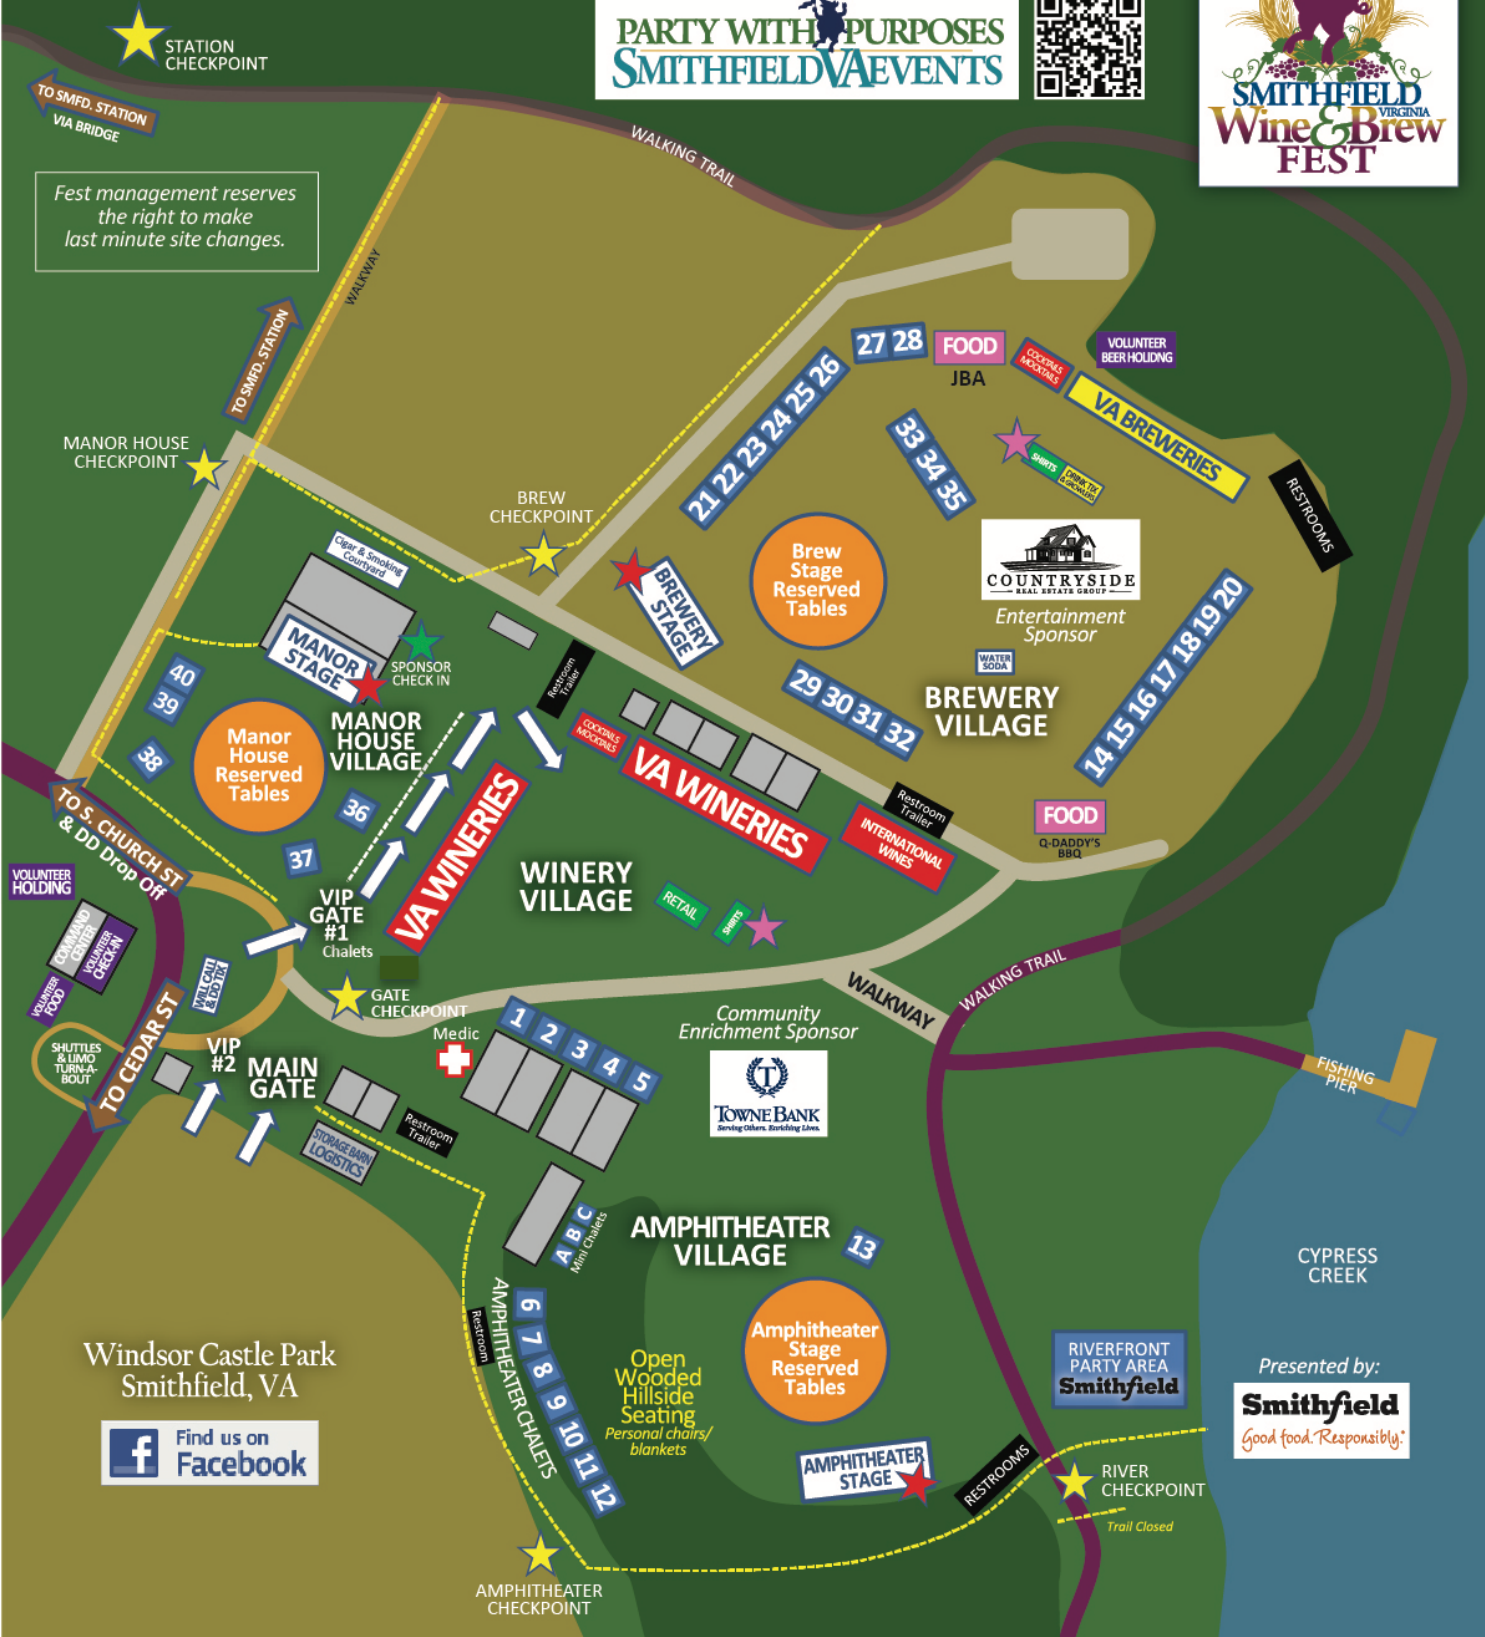 STATION
CHECKPOINT
PARTY WITH PURPOSES
SMITHFIELDVAEVENTS
SMITHFIELD
VIRGINIA
Wine & Brew
FEST
TO SMFD. STATION
VIA BRIDGE
WALKING TRAIL
Fest management reserves
the right to make
last minute site changes.
WALKWAY
TO SMFD. STATION
MANOR HOUSE
CHECKPOINT
BREW
CHECKPOINT
27 28
FOOD
JBA
COCKTAILS
MOCKTAILS
VOLUNTEER
BEER HOLIDNG
VA BREWERIES
21 22 23 24 25 26
33 34 35
SHIRTS
DRINK TIX
& GROWLERS
RESTROOMS
Cigar & Smoking
Courtyard
Brew
Stage
Reserved
Tables
COUNTRYSIDE
REAL ESTATE GROUP
Entertainment
Sponsor
BREWERY
STAGE
MANOR
STAGE
SPONSOR
CHECK IN
Restroom
Trailer
WATER
SODA
BREWERY
VILLAGE
29 30 31 32
14 15 16 17 18 19 20
40
39
38
Manor
House
Reserved
Tables
MANOR
HOUSE
VILLAGE
36
37
COCKTAILS
MOCKTAILS
VA WINERIES
VA WINERIES
Restroom
Trailer
INTERNATIONAL
WINES
FOOD
Q-DADDY'S
BBQ
TO S. CHURCH ST
& DD Drop Off
VOLUNTEER
HOLDING
WINERY
VILLAGE
RETAIL
SHIRTS
VIP
GATE
#1
Chalets
COMMAND
CENTER
VOLUNTEER
CHECK-IN
VOLUNTEER
FOOD
WILL CALL
& DD TIX
GATE
CHECKPOINT
WALKWAY
WALKING TRAIL
Medic
1 2 3 4 5
Community
Enrichment Sponsor
T
TOWNE BANK
Serving Others. Enriching Lives.
SHUTTLES
& LIMO
TURN-A-
BOUT
TO CEDAR ST
VIP
#2
MAIN
GATE
STORAGE BARN
LOGISTICS
Restroom
Trailer
FISHING
PIER
A B C
Mini Chalets
AMPHITHEATER
VILLAGE
13
CYPRESS
CREEK
AMPHITHEATER CHALETS
Restroom
6 7 8 9 10 11 12
Amphitheater
Stage
Reserved
Tables
Open
Wooded
Hillside
Seating
Personal chairs/
blankets
Windsor Castle Park
Smithfield, VA
f
Find us on
Facebook
RIVERFRONT
PARTY AREA
Smithfield
Presented by:
Smithfield
Good food. Responsibly.®
AMPHITHEATER
STAGE
RESTROOMS
RIVER
CHECKPOINT
Trail Closed
AMPHITHEATER
CHECKPOINT